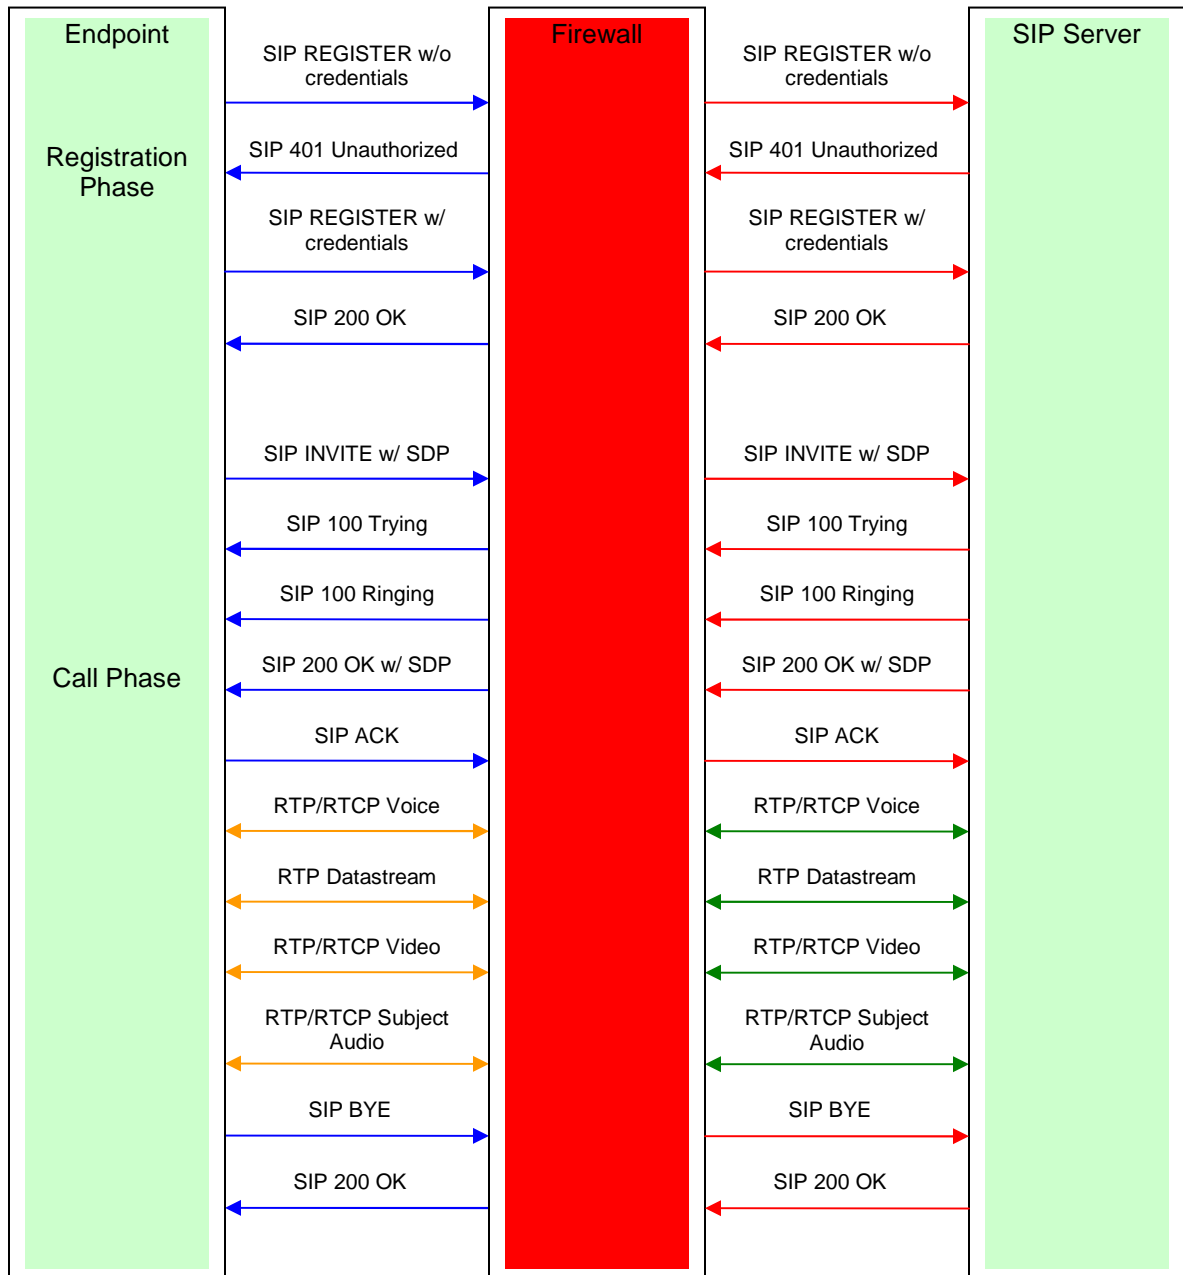 Endpoint
Firewall
SIP Server
SIP REGISTER w/o
credentials
SIP REGISTER w/o
credentials
Registration
Phase
SIP 401 Unauthorized
SIP 401 Unauthorized
SIP REGISTER w/
credentials
SIP REGISTER w/
credentials
SIP 200 OK
SIP 200 OK
SIP INVITE w/ SDP
SIP INVITE w/ SDP
SIP 100 Trying
SIP 100 Trying
SIP 100 Ringing
SIP 100 Ringing
Call Phase
SIP 200 OK w/ SDP
SIP 200 OK w/ SDP
SIP ACK
SIP ACK
RTP/RTCP Voice
RTP/RTCP Voice
RTP Datastream
RTP Datastream
RTP/RTCP Video
RTP/RTCP Video
RTP/RTCP Subject
Audio
RTP/RTCP Subject
Audio
SIP BYE
SIP BYE
SIP 200 OK
SIP 200 OK